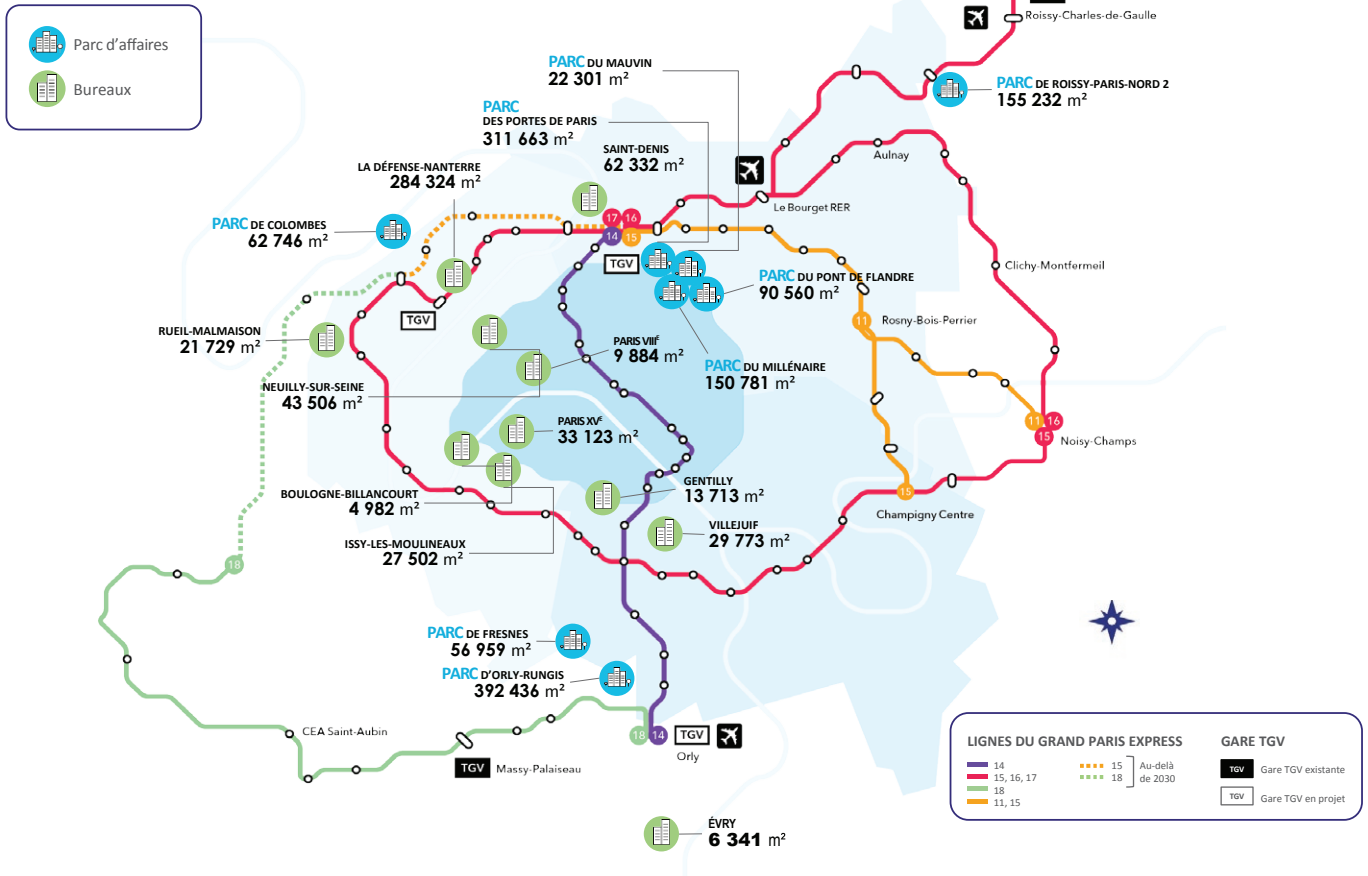 Parc d'affaires
Bureaux
Roissy-Charles-de-Gaulle
PARC DU MAUVIN
22 301 m²
PARC DE ROISSY-PARIS-NORD 2
155 232 m²
PARC
DES PORTES DE PARIS
311 663 m²
SAINT-DENIS
62 332 m²
Aulnay
LA DÉFENSE-NANTERRE
284 324 m²
Le Bourget RER
PARC DE COLOMBES
62 746 m²
17
16
14
15
TGV
Clichy-Montfermeil
PARC DU PONT DE FLANDRE
90 560 m²
TGV
11
Rosny-Bois-Perrier
RUEIL-MALMAISON
21 729 m²
PARIS VIIIE
9 884 m²
PARC DU MILLÉNAIRE
150 781 m²
NEUILLY-SUR-SEINE
43 506 m²
11
16
15
Noisy-Champs
PARIS XVE
33 123 m²
BOULOGNE-BILLANCOURT
4 982 m²
GENTILLY
13 713 m²
15
Champigny Centre
VILLEJUIF
29 773 m²
ISSY-LES-MOULINEAUX
27 502 m²
18
PARC DE FRESNES
56 959 m²
PARC D'ORLY-RUNGIS
392 436 m²
CEA Saint-Aubin
18
14
TGV
Orly
TGV
Massy-Palaiseau
LIGNES DU GRAND PARIS EXPRESS
14
15, 16, 17
18
11, 15
15
18
Au-delà
de 2030
GARE TGV
TGV
Gare TGV existante
TGV
Gare TGV en projet
ÉVRY
6 341 m²